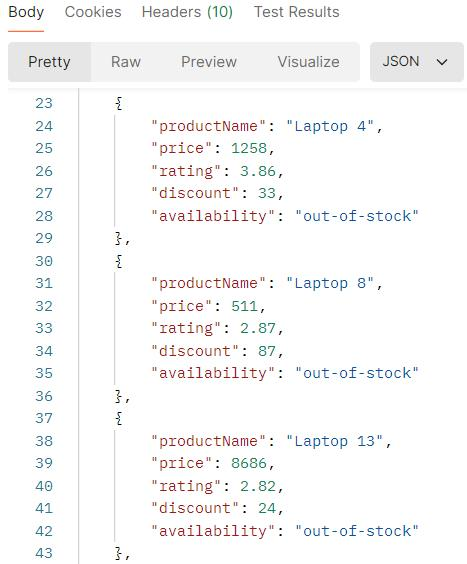 Body Cookies Headers (10) Test Results
Pretty Raw Preview Visualize JSON
23 {
24 "productName": "Laptop 4",
25 "price": 1258,
26 "rating": 3.86,
27 "discount": 33,
28 "availability": "out-of-stock"
29 },
30 {
31 "productName": "Laptop 8",
32 "price": 511,
33 "rating": 2.87,
34 "discount": 87,
35 "availability": "out-of-stock"
36 },
37 {
38 "productName": "Laptop 13",
39 "price": 8686,
40 "rating": 2.82,
41 "discount": 24,
42 "availability": "out-of-stock"
43 },